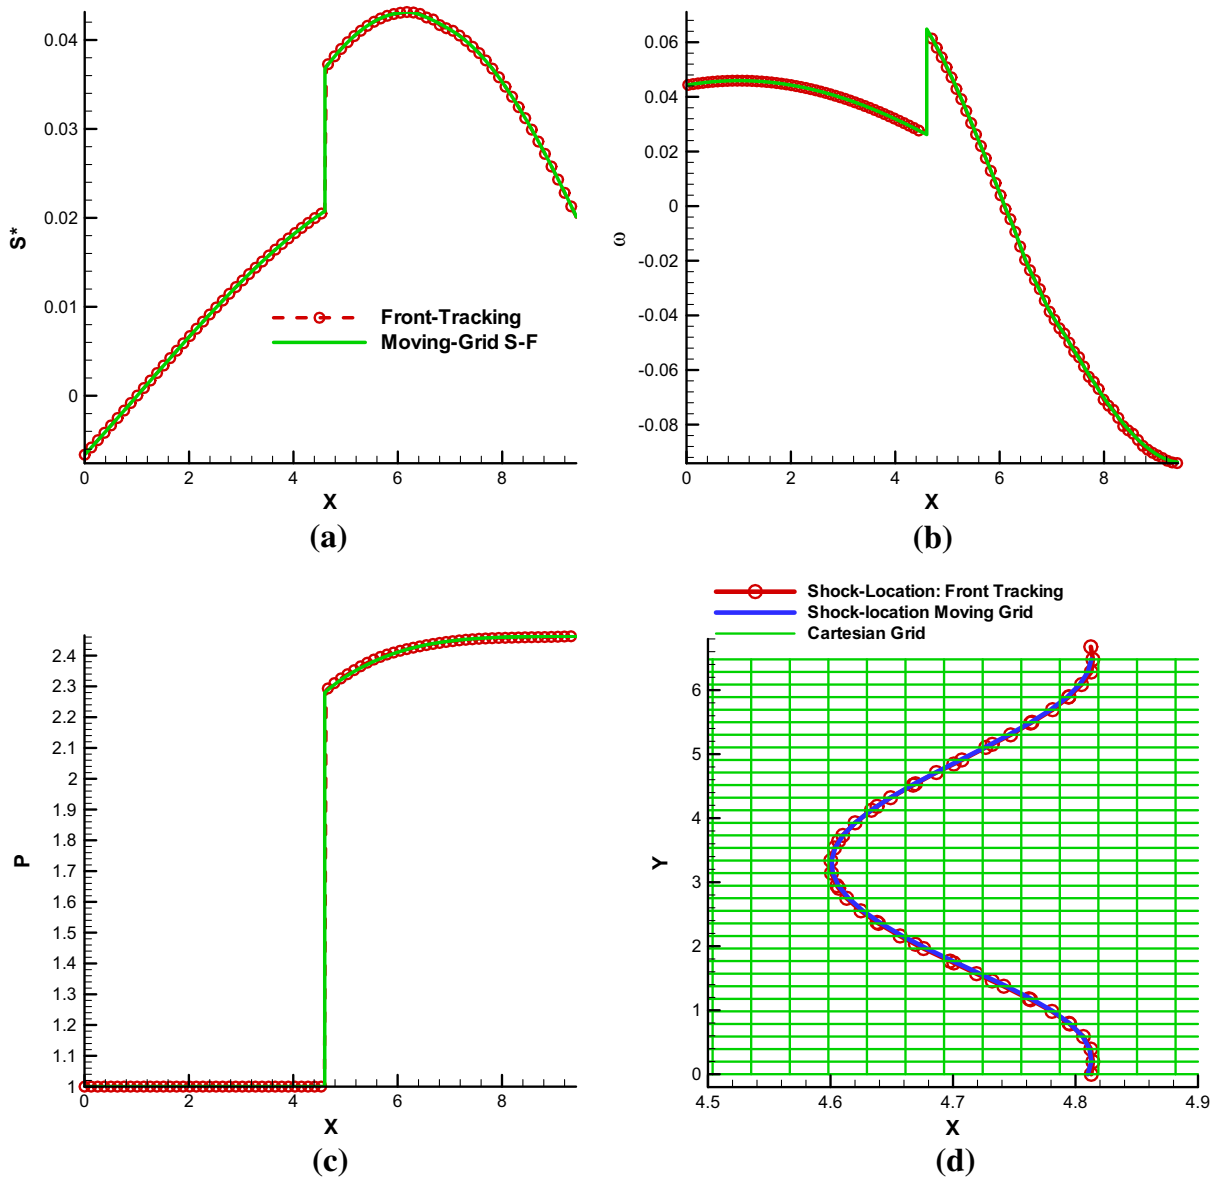 0.04
0.03
0.02
0.01
0
S*
Front-Tracking
Moving-Grid S-F
0 2 4 6 8
X
(a)
0.06
0.04
0.02
0
-0.02
-0.04
-0.06
-0.08
ω
0 2 4 6 8
X
(b)
2.4
2.3
2.2
2.1
2
1.9
1.8
1.7
1.6
1.5
1.4
1.3
1.2
1.1
1
P
0 2 4 6 8
X
(c)
Shock-Location: Front Tracking
Shock-location Moving Grid
Cartesian Grid
6
5
4
3
2
1
0
Y
4.5 4.6 4.7 4.8 4.9
X
(d)